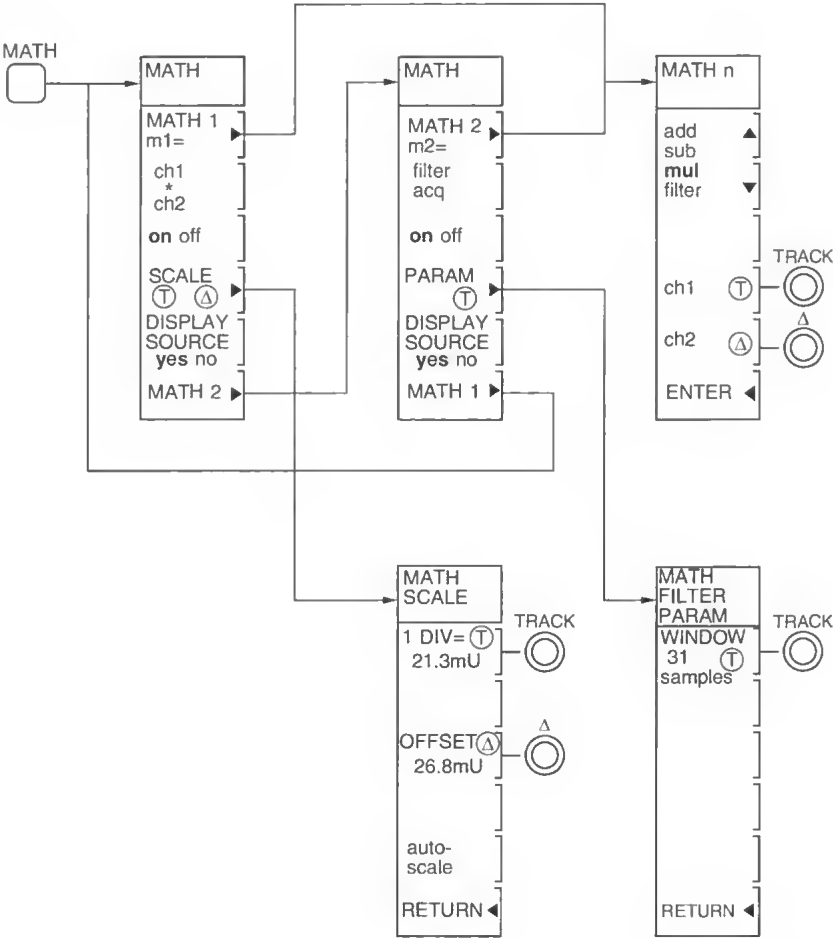 MATH
MATH
MATH 1
m1=
ch1
*
ch2
on off
SCALE
T Δ
DISPLAY
SOURCE
yes no
MATH 2
MATH
MATH 2
m2=
filter
acq
on off
PARAM
T
DISPLAY
SOURCE
yes no
MATH 1
MATH n
add
sub
mul
filter
TRACK
ch1 T
Δ
ch2 Δ
ENTER
MATH
SCALE
TRACK
1 DIV= T
21.3mU
Δ
OFFSET Δ
26.8mU
auto-
scale
RETURN
MATH
FILTER
PARAM
TRACK
WINDOW
31 T
samples
RETURN